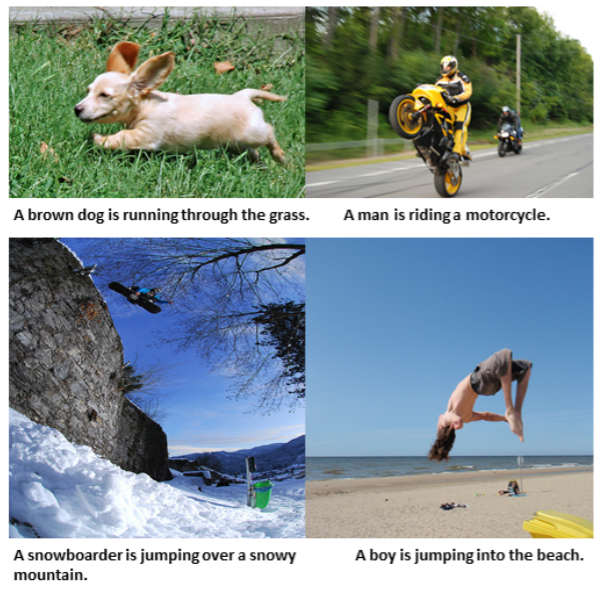 A brown dog is running through the grass.
A man is riding a motorcycle.
A snowboarder is jumping over a snowy
mountain.
A boy is jumping into the beach.